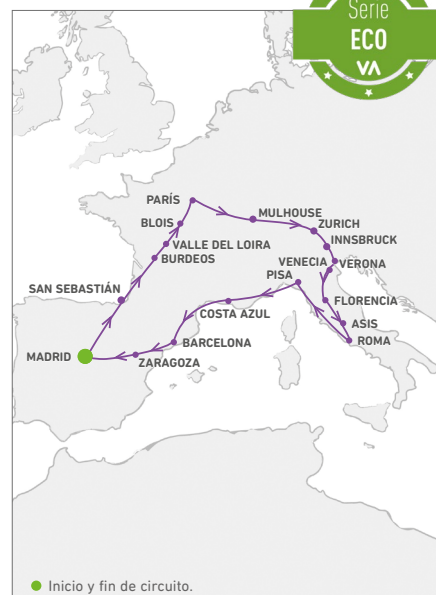 Serie
ECO
VA
PARÍS
MULHOUSE
BLOIS
ZURICH
INNSBRUCK
VALLE DEL LOIRA
BURDEOS
VENECIA
VERONA
PISA
SAN SEBASTIÁN
FLORENCIA
COSTA AZUL
ASIS
BARCELONA
ROMA
MADRID
ZARAGOZA
Inicio y fin de circuito.